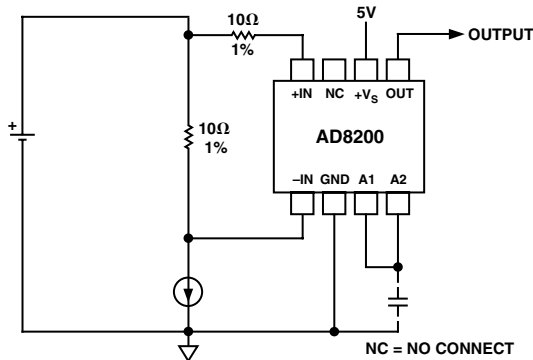 10Ω
1%
5V
OUTPUT
+IN
NC
+VS
OUT
10Ω
1%
AD8200
–IN
GND
A1
A2
+
NC = NO CONNECT